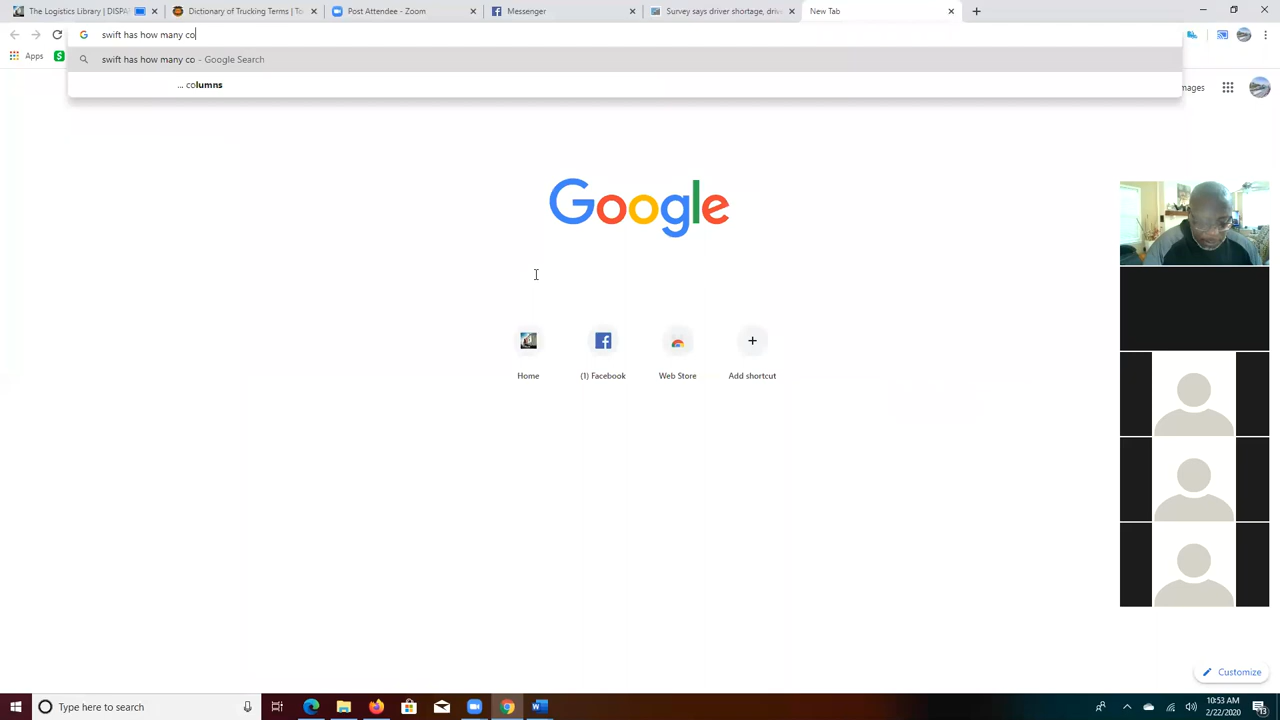 The Logistics Library | DISPA
Dictionary of Trucking Terms | To
Post Attendee - Zoom
Messenger
Survey says driver shortage, driv
New Tab
swift has how many co
Apps
swift has how many co - Google Search
... columns
mages
Google
Home
(1) Facebook
Web Store
Add shortcut
Customize
Type here to search
10:53 AM
2/22/2020
13